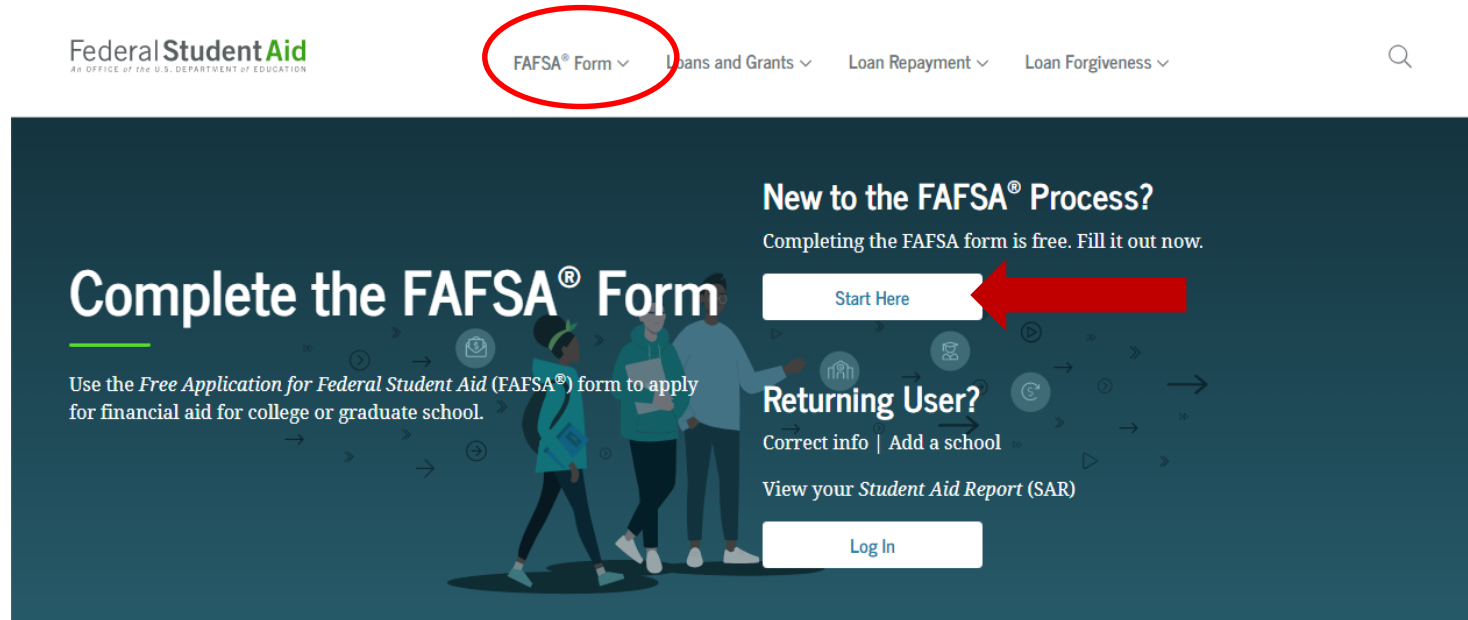 Federal Student Aid
An OFFICE of the U.S. DEPARTMENT of EDUCATION
FAFSA® Form
Loans and Grants
Loan Repayment
Loan Forgiveness
Complete the FAFSA® Form
Use the Free Application for Federal Student Aid (FAFSA®) form to apply
for financial aid for college or graduate school.
New to the FAFSA® Process?
Completing the FAFSA form is free. Fill it out now.
Start Here
Returning User?
Correct info | Add a school
View your Student Aid Report (SAR)
Log In